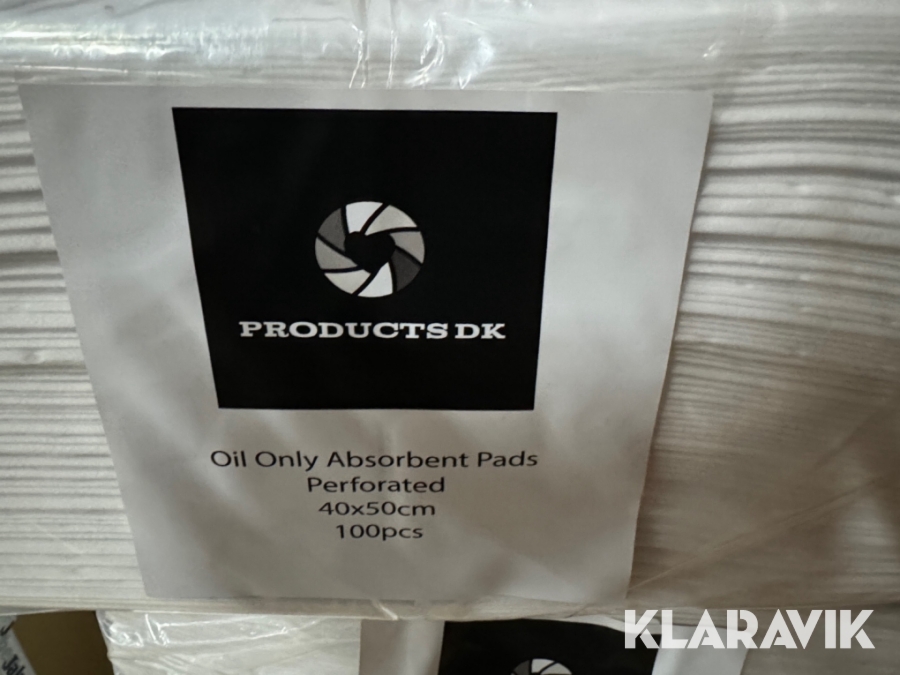 PRODUCTS DK
Oil Only Absorbent Pads
Perforated
40x50cm
100pcs
KLARAVIK